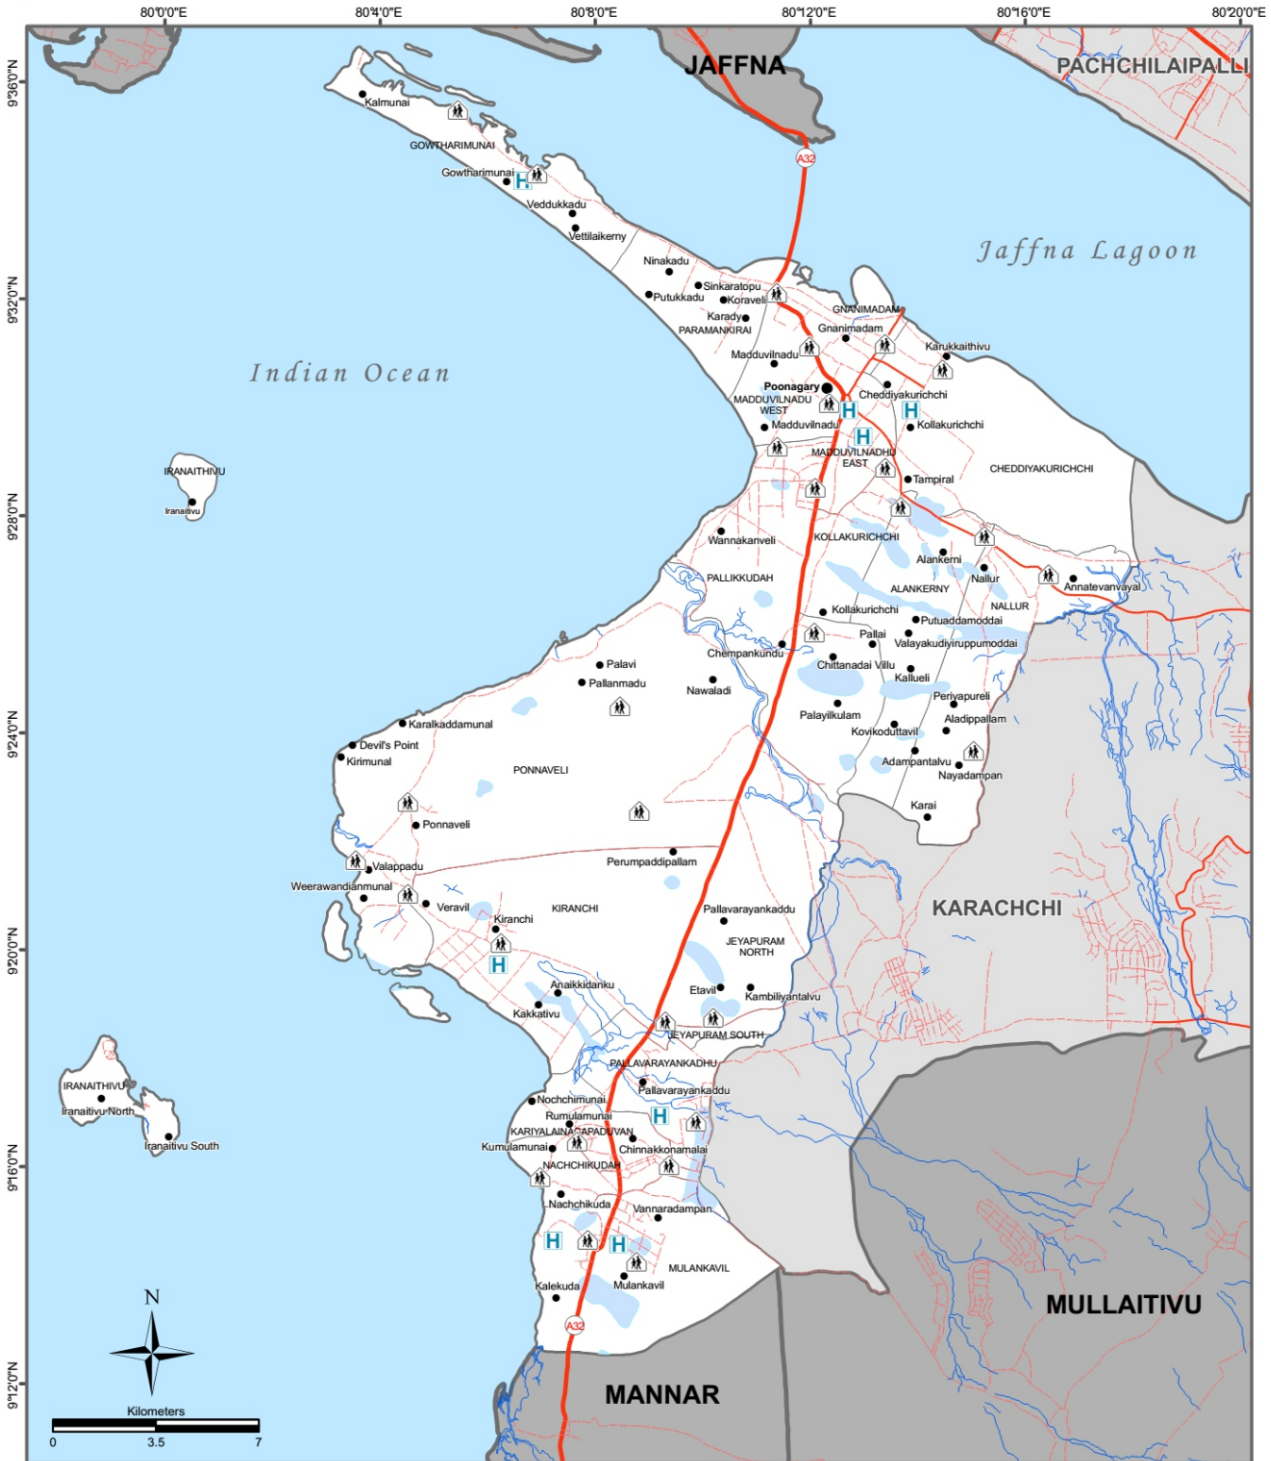 80°0'0"E
80°4'0"E
80°8'0"E
80°12'0"E
80°16'0"E
80°20'0"E
JAFFNA
PACHCHILAIPALLI
9°36'0"N
Kalmunai
GOWTHARIMUNAI
A32
Gowtharimunai
H
Veddukkadu
Vettilaikerny
Jaffna Lagoon
Ninakadu
Sinkaratopu
Putukkadu
Koraveli
9°32'0"N
GNANIMADAM
Karady
PARAMANKIRAI
Gnanimadam
Karukkaithivu
Madduvilnadu
Indian Ocean
Poonagary
Cheddiyakurichchi
MADDUVILNADU
WEST
H
H
Madduvilnadu
Kollakurichchi
H
MADDUVILNADHU
EAST
CHEDDIYAKURICHCHI
IRANAITHIVU
Tampiral
Iranaitivu
9°28'0"N
Wannakanveli
KOLLAKURICHCHI
Alankerni
PALLIKKUDAH
Nallur
Annatevanvayal
ALANKERNY
NALLUR
Kollakurichchi
Putuaddamoddai
Pallai
Valayakudiyiruppumoddai
Chempankundu
Chittanadai Villu
Palavi
Kallueli
Pallanmadu
Nawaladi
Periyapureli
Palayilkulam
Aladippallam
Karalkaddamunal
Kovikoduttavil
9°24'0"N
Devil's Point
Kirimunal
Adampantalvu
PONNAVELI
Nayadampan
Karai
Ponnaveli
Perumpaddipallam
Valappadu
Weerawandianmunal
Veravil
KIRANCHI
Pallavarayankaddu
KARACHCHI
Kiranchi
JEYAPURAM
NORTH
9°20'0"N
H
Anaikkidanku
Etavil
Kambiliyantalvu
Kakkativu
JEYAPURAM SOUTH
PALLAVARAYANKADHU
IRANAITHIVU
Pallavarayankaddu
Nochchimunai
Iranaitivu North
Rumulamunai
H
KARIYALAINAGAPADUVAN
Iranaitivu South
Kumulamunai
Chinnakkonamalai
NACHCHIKUDAH
9°16'0"N
Nachchikuda
Vannaradampan
H
H
MULANKAVIL
Kalekuda
Mulankavil
N
MULLAITIVU
A32
9°12'0"N
MANNAR
Kilometers
0
3.5
7